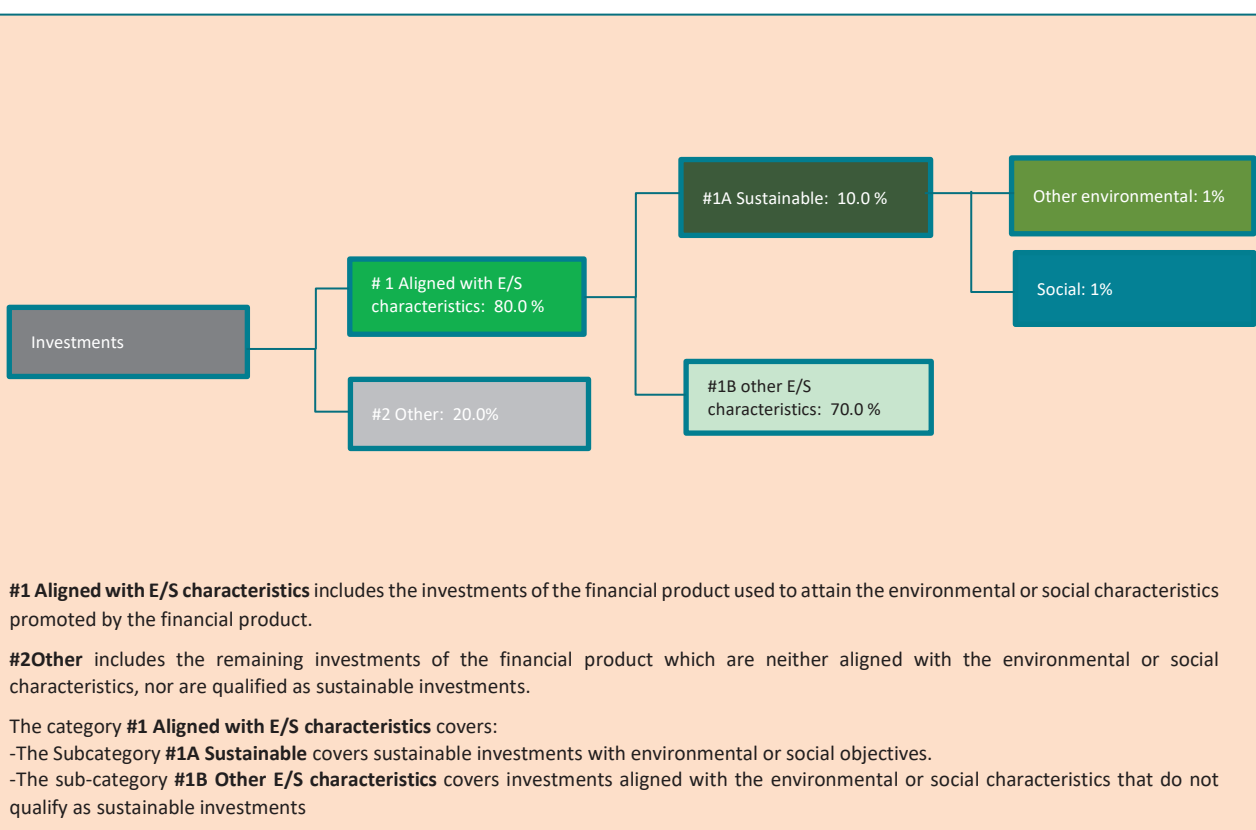 #1A Sustainable: 10.0 %
Other environmental: 1%
# 1 Aligned with E/S
characteristics: 80.0 %
Social: 1%
Investments
#1B other E/S
characteristics: 70.0 %
#2 Other: 20.0%
#1 Aligned with E/S characteristics includes the investments of the financial product used to attain the environmental or social characteristics
promoted by the financial product.
#2Other includes the remaining investments of the financial product which are neither aligned with the environmental or social
characteristics, nor are qualified as sustainable investments.
The category #1 Aligned with E/S characteristics covers:
-The Subcategory #1A Sustainable covers sustainable investments with environmental or social objectives.
-The sub-category #1B Other E/S characteristics covers investments aligned with the environmental or social characteristics that do not
qualify as sustainable investments